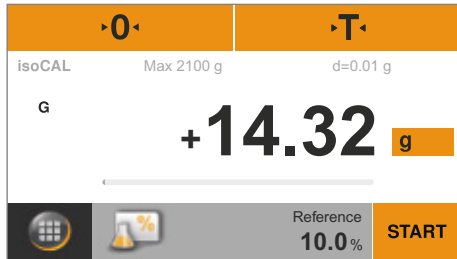 0 T
isoCAL Max 2100 g d=0.01 g
G
+14.32 g
%
Reference
10.0 % START